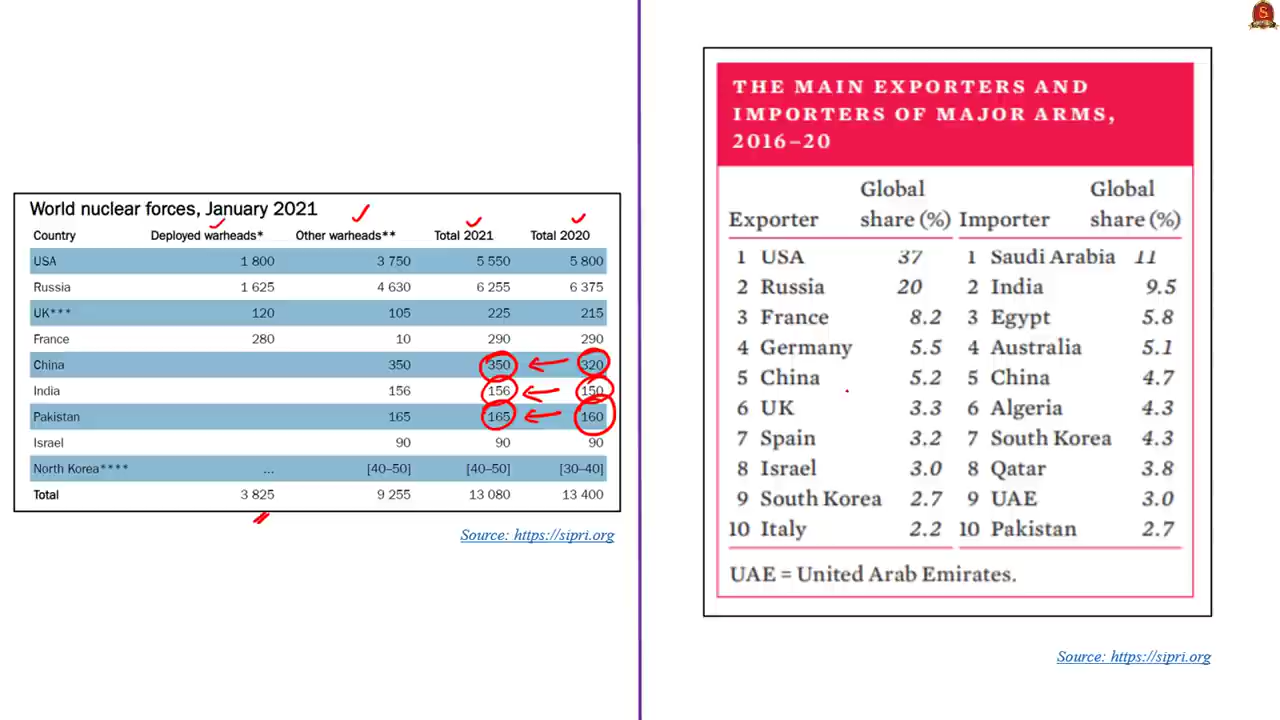 World nuclear forces, January 2021
Country Deployed warheads* Other warheads** Total 2021 Total 2020
USA 1 800 3 750 5 550 5 800
Russia 1 625 4 630 6 255 6 375
UK*** 120 105 225 215
France 280 10 290 290
China 350 350 320
India 156 156 150
Pakistan 165 165 160
Israel 90 90 90
North Korea**** ... [40–50] [40–50] [30–40]
Total 3 825 9 255 13 080 13 400
Source: https://sipri.org
THE MAIN EXPORTERS AND
IMPORTERS OF MAJOR ARMS,
2016–20
Global Global
Exporter share (%) Importer share (%)
1 USA 37 1 Saudi Arabia 11
2 Russia 20 2 India 9.5
3 France 8.2 3 Egypt 5.8
4 Germany 5.5 4 Australia 5.1
5 China 5.2 5 China 4.7
6 UK 3.3 6 Algeria 4.3
7 Spain 3.2 7 South Korea 4.3
8 Israel 3.0 8 Qatar 3.8
9 South Korea 2.7 9 UAE 3.0
10 Italy 2.2 10 Pakistan 2.7
UAE = United Arab Emirates.
Source: https://sipri.org